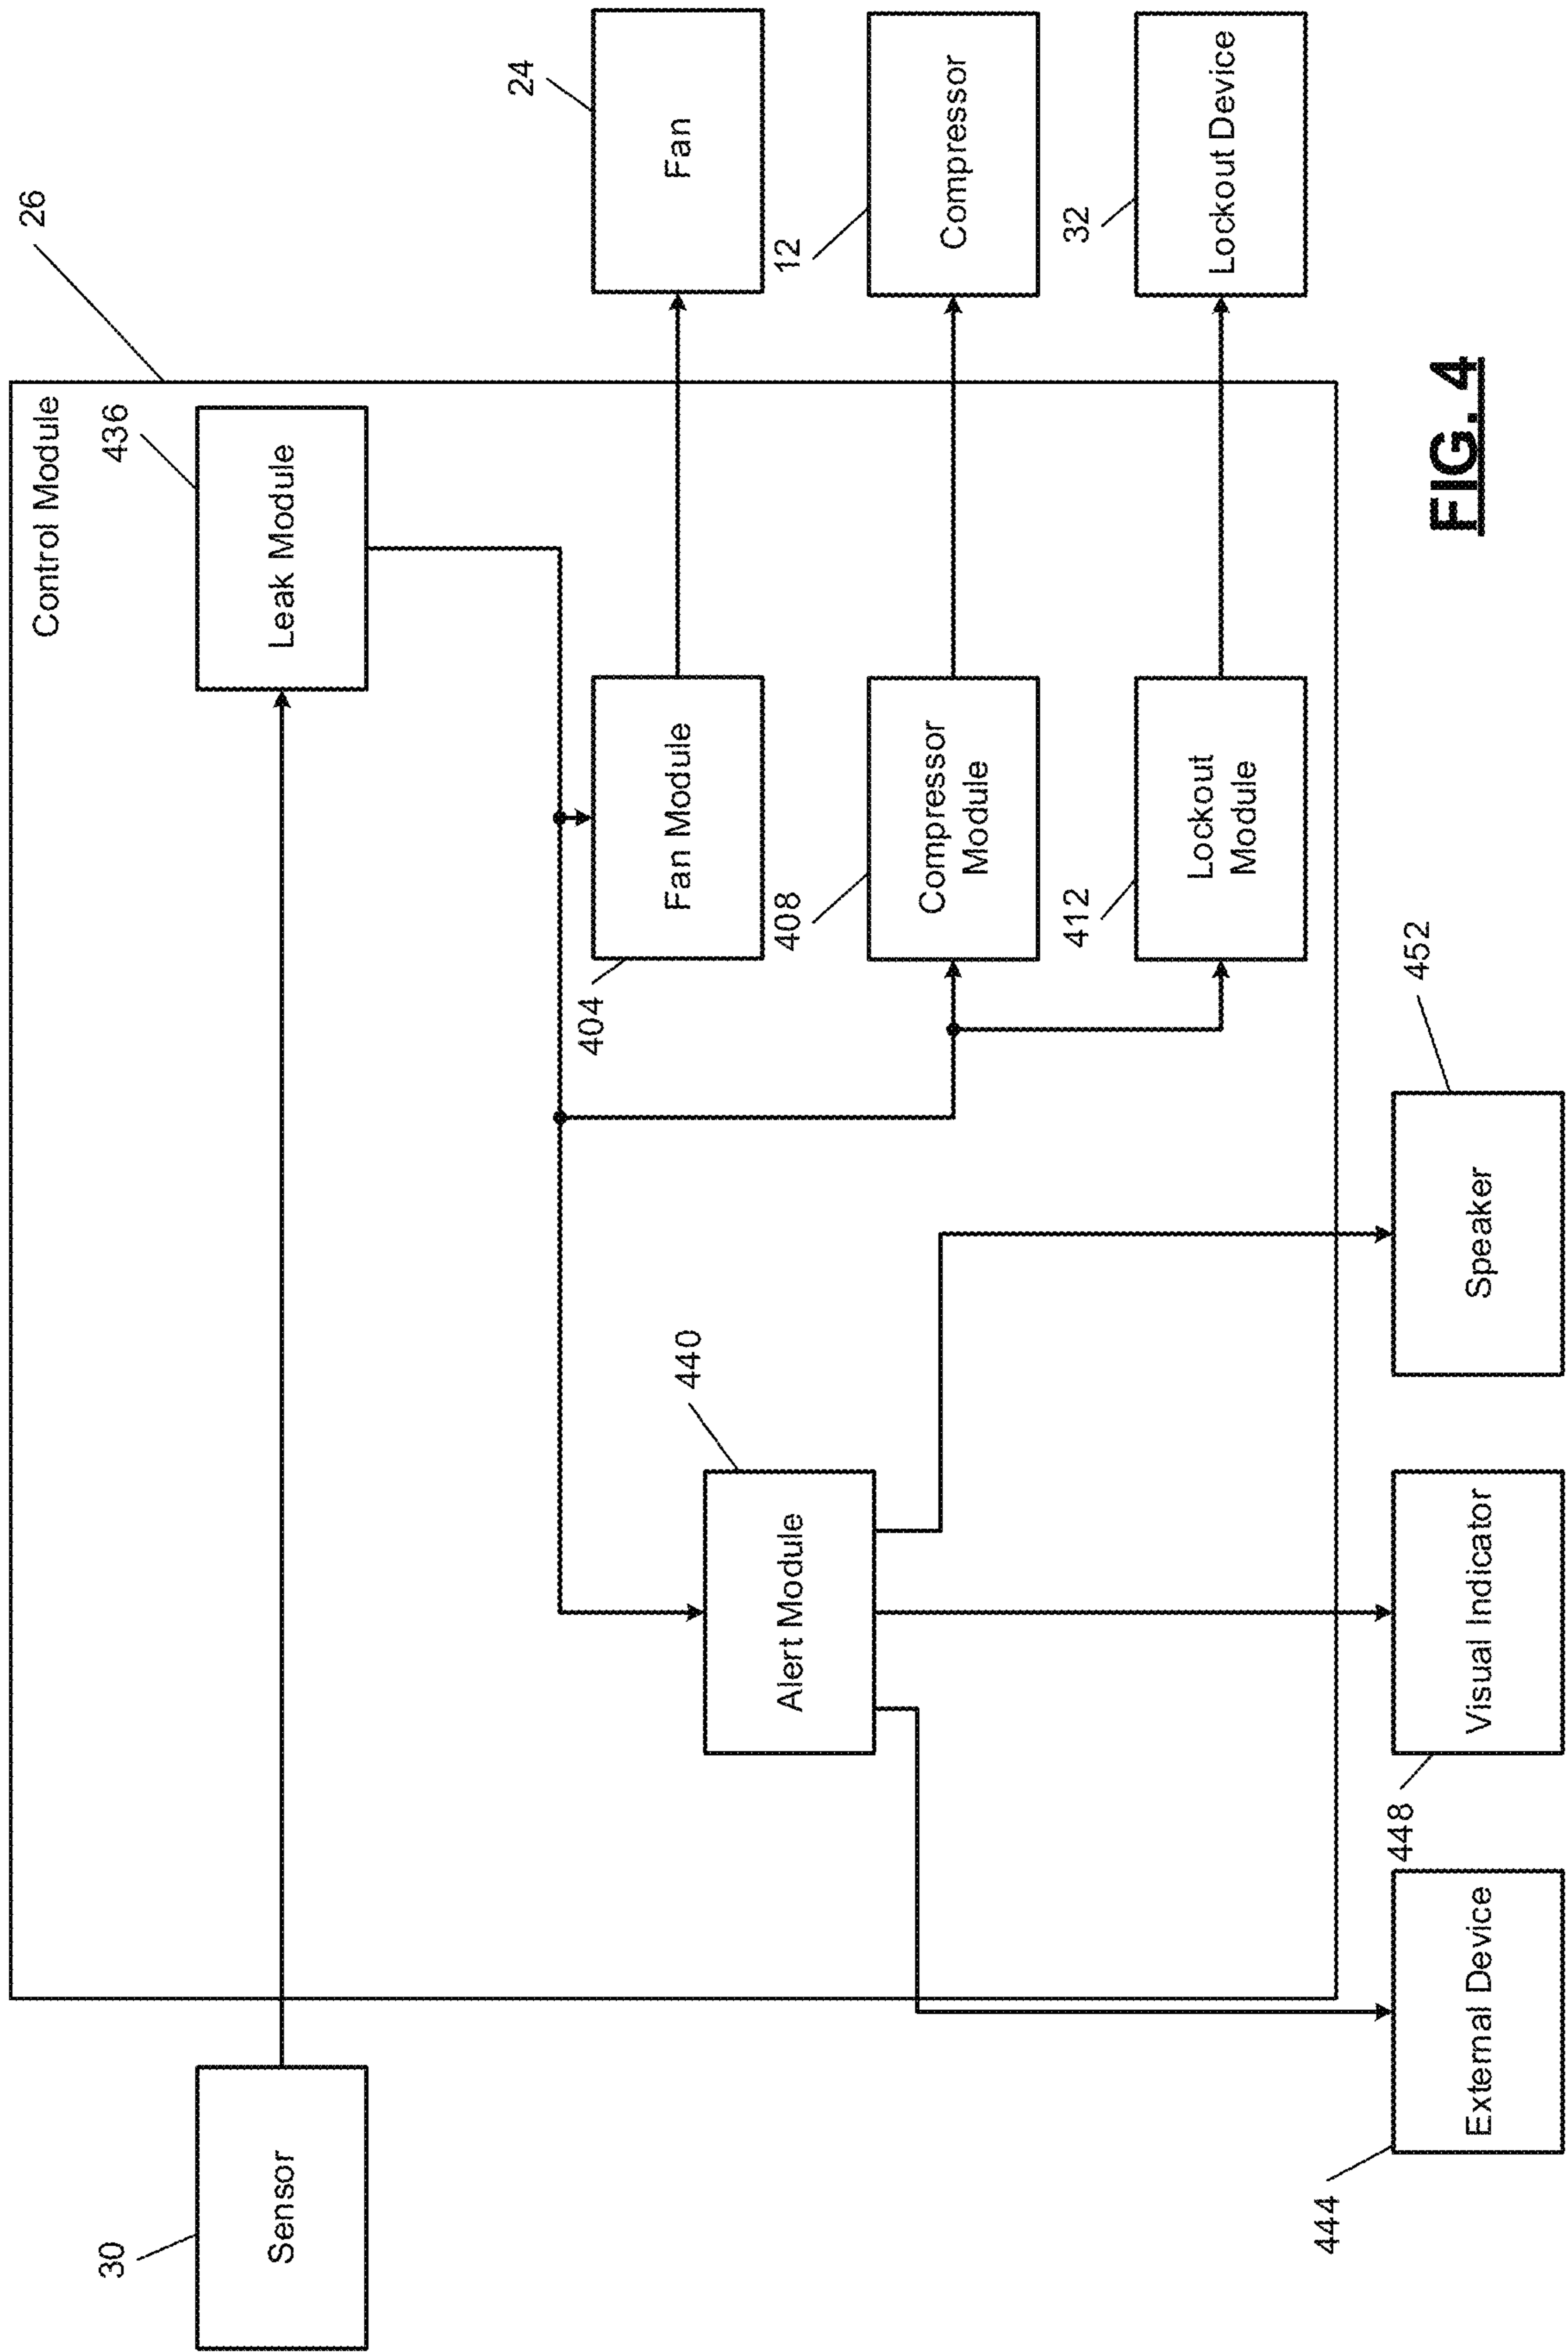 Control Module
26
30
Sensor
436
Leak Module
24
Fan
404
Fan Module
12
Compressor
408
Compressor
Module
440
Alert Module
32
Lockout Device
412
Lockout
Module
444
External Device
448
Visual Indicator
452
Speaker
FIG. 4